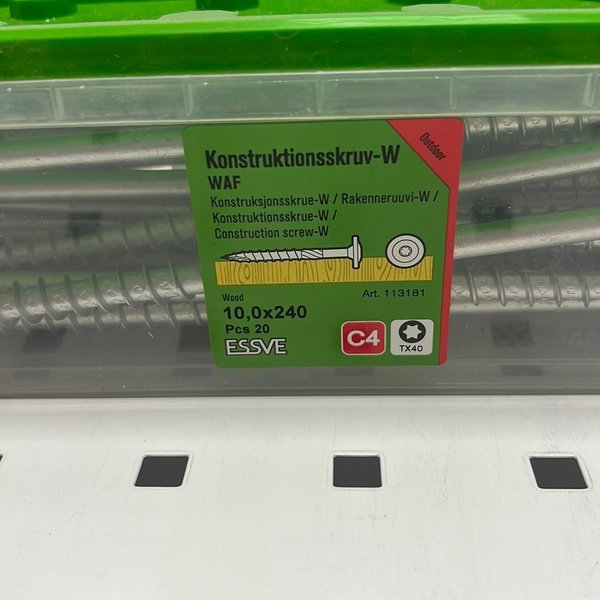 Outdoor
Konstruktionsskruv-W
WAF
Konstruksjonsskrue-W / Rakenneruuvi-W /
Konstruktionsskrue-W /
Construction screw-W
Wood
Art. 113181
10,0x240
Pcs 20
ESSVE
C4
TX40